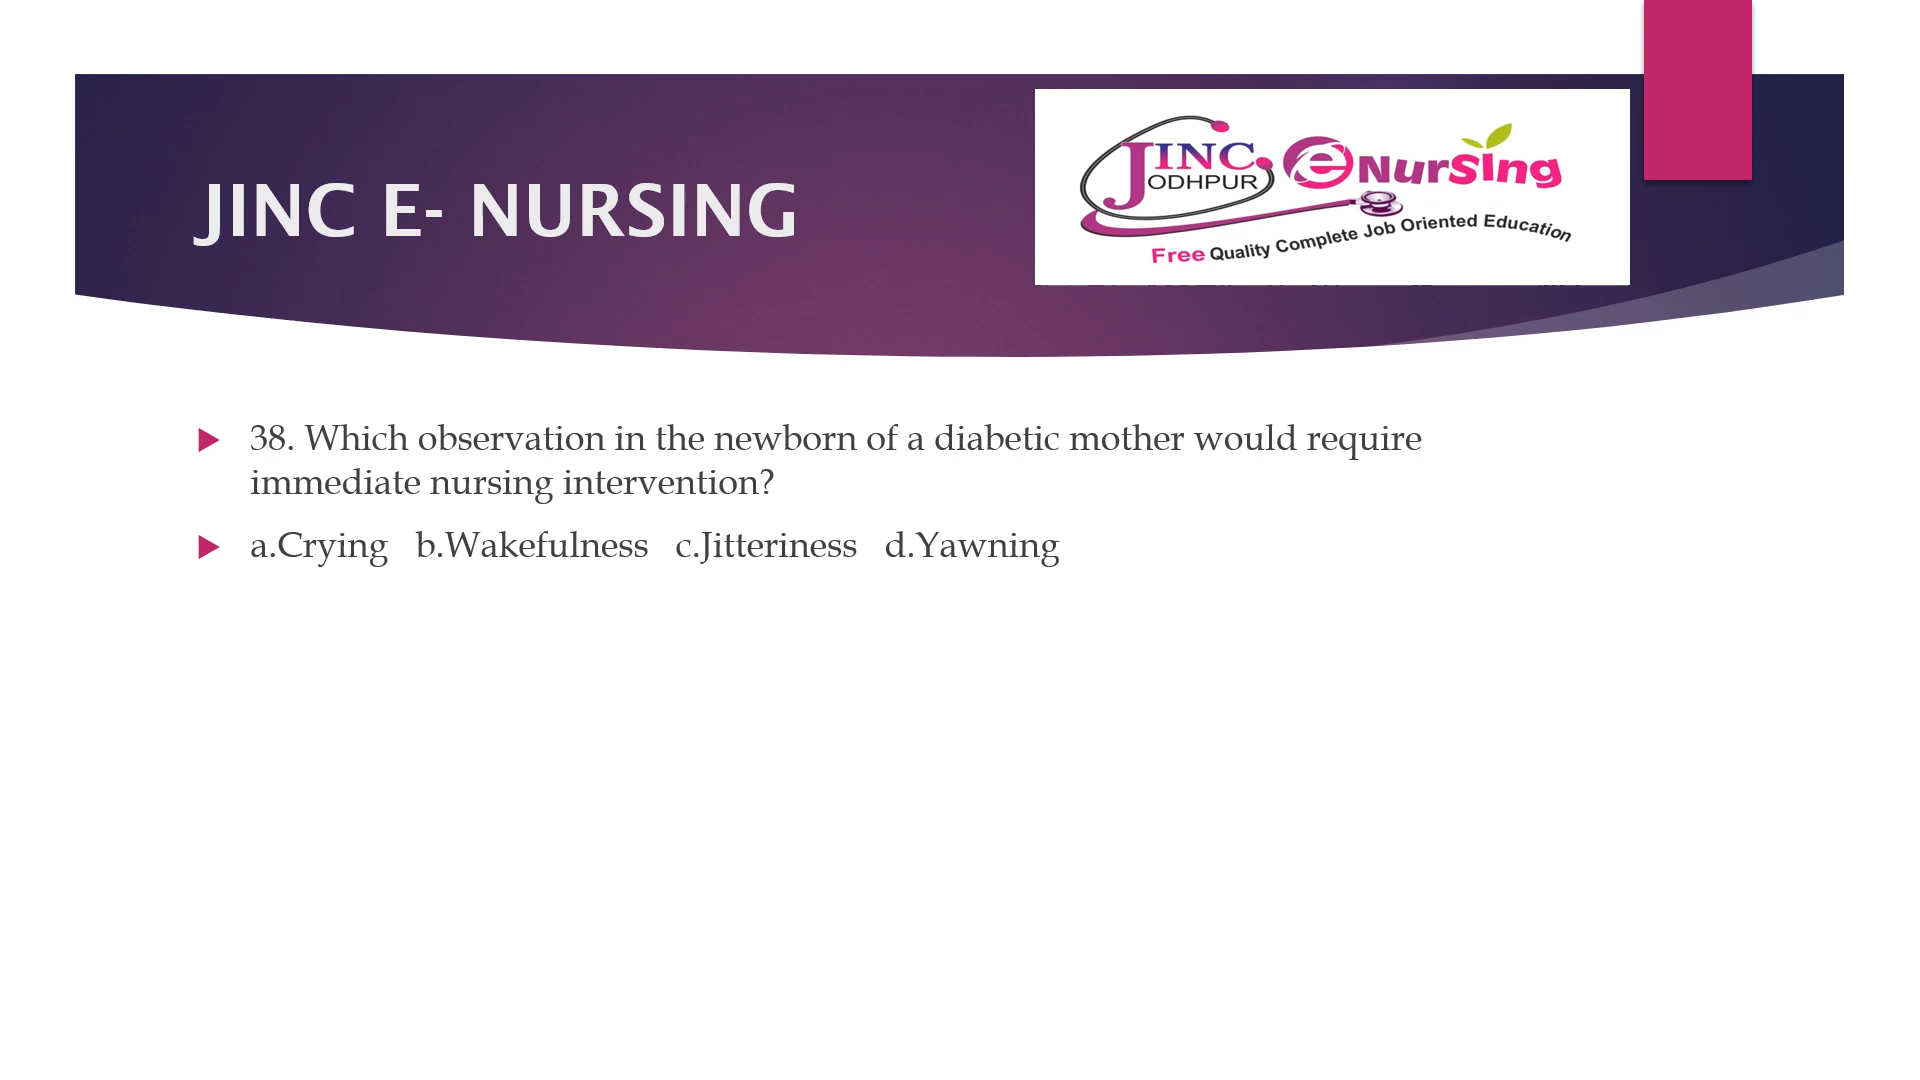 JINC E- NURSING
JINC
ODHPUR
eNursing
Free Quality Complete Job Oriented Education
38. Which observation in the newborn of a diabetic mother would require
immediate nursing intervention?
a.Crying b.Wakefulness c.Jitteriness d.Yawning